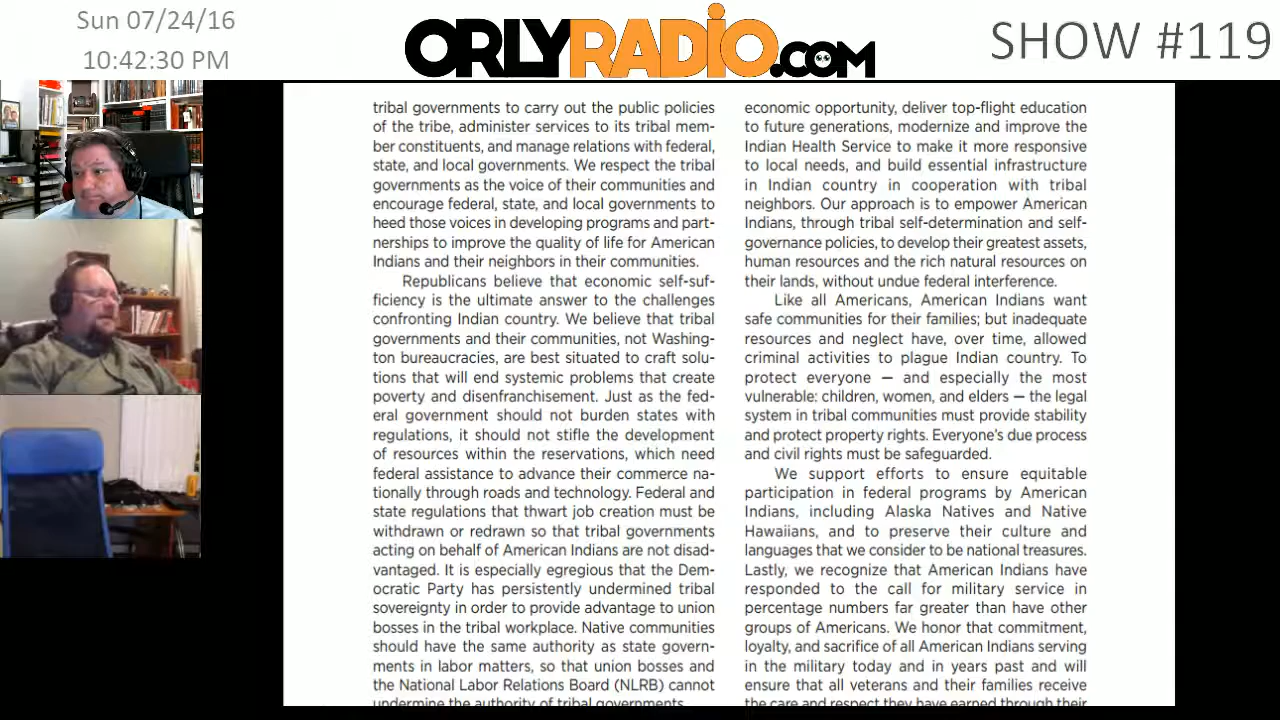 Sun 07/24/16
10:42:30 PM
ORLYRADiO.COM
SHOW #119
tribal governments to carry out the public policies
of the tribe, administer services to its tribal mem-
ber constituents, and manage relations with federal,
state, and local governments. We respect the tribal
governments as the voice of their communities and
encourage federal, state, and local governments to
heed those voices in developing programs and part-
nerships to improve the quality of life for American
Indians and their neighbors in their communities.
Republicans believe that economic self-suf-
ficiency is the ultimate answer to the challenges
confronting Indian country. We believe that tribal
governments and their communities, not Washing-
ton bureaucracies, are best situated to craft solu-
tions that will end systemic problems that create
poverty and disenfranchisement. Just as the fed-
eral government should not burden states with
regulations, it should not stifle the development
of resources within the reservations, which need
federal assistance to advance their commerce na-
tionally through roads and technology. Federal and
state regulations that thwart job creation must be
withdrawn or redrawn so that tribal governments
acting on behalf of American Indians are not disad-
vantaged. It is especially egregious that the Dem-
ocratic Party has persistently undermined tribal
sovereignty in order to provide advantage to union
bosses in the tribal workplace. Native communities
should have the same authority as state govern-
ments in labor matters, so that union bosses and
the National Labor Relations Board (NLRB) cannot
undermine the authority of tribal governments.
economic opportunity, deliver top-flight education
to future generations, modernize and improve the
Indian Health Service to make it more responsive
to local needs, and build essential infrastructure
in Indian country in cooperation with tribal
neighbors. Our approach is to empower American
Indians, through tribal self-determination and self-
governance policies, to develop their greatest assets,
human resources and the rich natural resources on
their lands, without undue federal interference.
Like all Americans, American Indians want
safe communities for their families; but inadequate
resources and neglect have, over time, allowed
criminal activities to plague Indian country. To
protect everyone — and especially the most
vulnerable: children, women, and elders — the legal
system in tribal communities must provide stability
and protect property rights. Everyone's due process
and civil rights must be safeguarded.
We support efforts to ensure equitable
participation in federal programs by American
Indians, including Alaska Natives and Native
Hawaiians, and to preserve their culture and
languages that we consider to be national treasures.
Lastly, we recognize that American Indians have
responded to the call for military service in
percentage numbers far greater than have other
groups of Americans. We honor that commitment,
loyalty, and sacrifice of all American Indians serving
in the military today and in years past and will
ensure that all veterans and their families receive
the care and respect they have earned through their